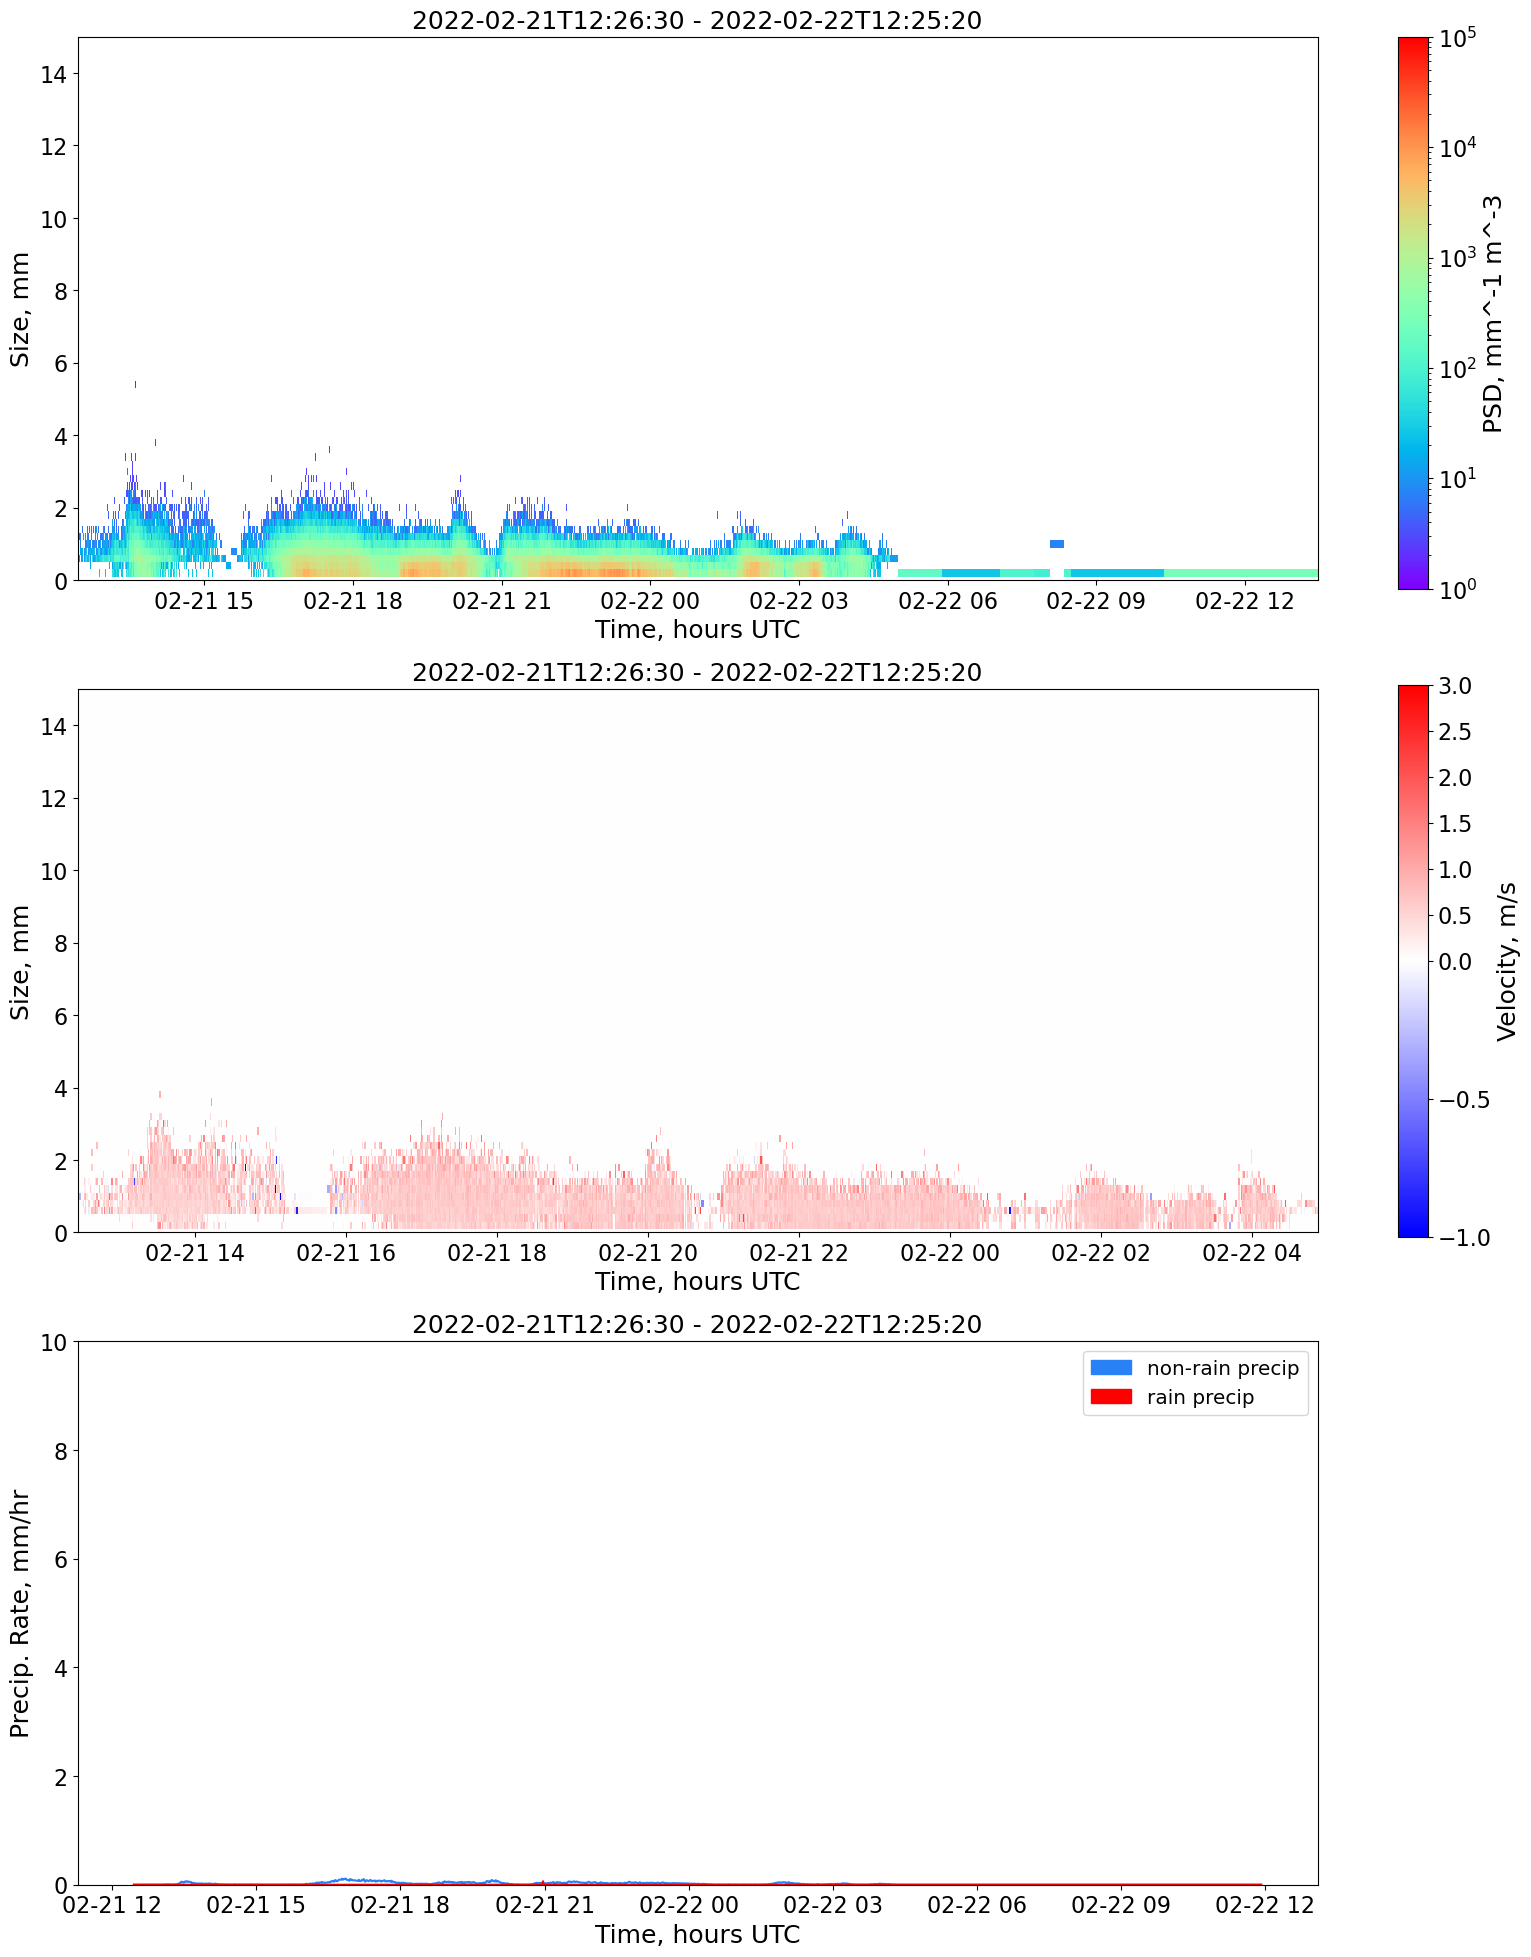 2022-02-21T12:26:30 - 2022-02-22T12:25:20
14
12
10
8
6
4
2
0
Size, mm
02-21 15 02-21 18 02-21 21 02-22 00 02-22 03 02-22 06 02-22 09 02-22 12
Time, hours UTC
10^5
10^4
10^3
10^2
10^1
10^0
PSD, mm^-1 m^-3
2022-02-21T12:26:30 - 2022-02-22T12:25:20
14
12
10
8
6
4
2
0
Size, mm
02-21 14 02-21 16 02-21 18 02-21 20 02-21 22 02-22 00 02-22 02 02-22 04
Time, hours UTC
3.0
2.5
2.0
1.5
1.0
0.5
0.0
−0.5
−1.0
Velocity, m/s
2022-02-21T12:26:30 - 2022-02-22T12:25:20
10
8
6
4
2
0
Precip. Rate, mm/hr
non-rain precip
rain precip
02-21 12 02-21 15 02-21 18 02-21 21 02-22 00 02-22 03 02-22 06 02-22 09 02-22 12
Time, hours UTC